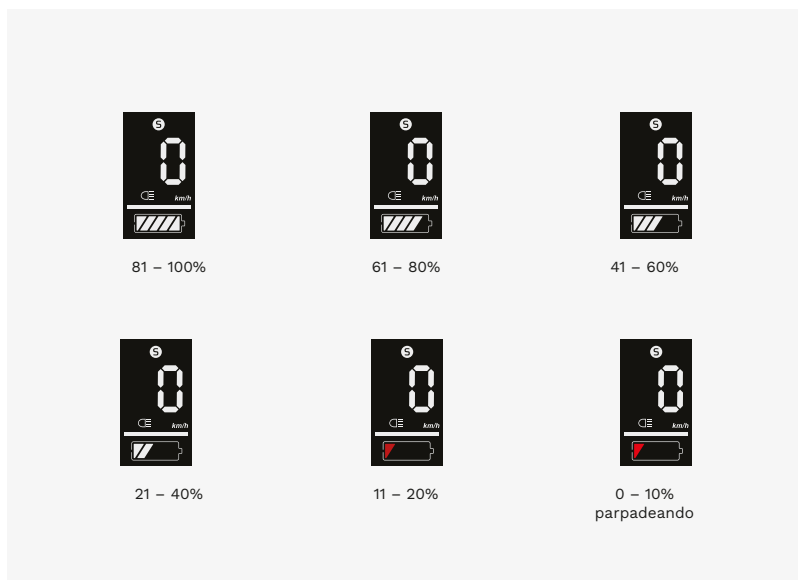 S
0
km/h
S
0
km/h
S
0
km/h
81 – 100%
61 – 80%
41 – 60%
S
0
km/h
S
0
km/h
S
0
km/h
21 – 40%
11 – 20%
0 – 10%
parpadeando